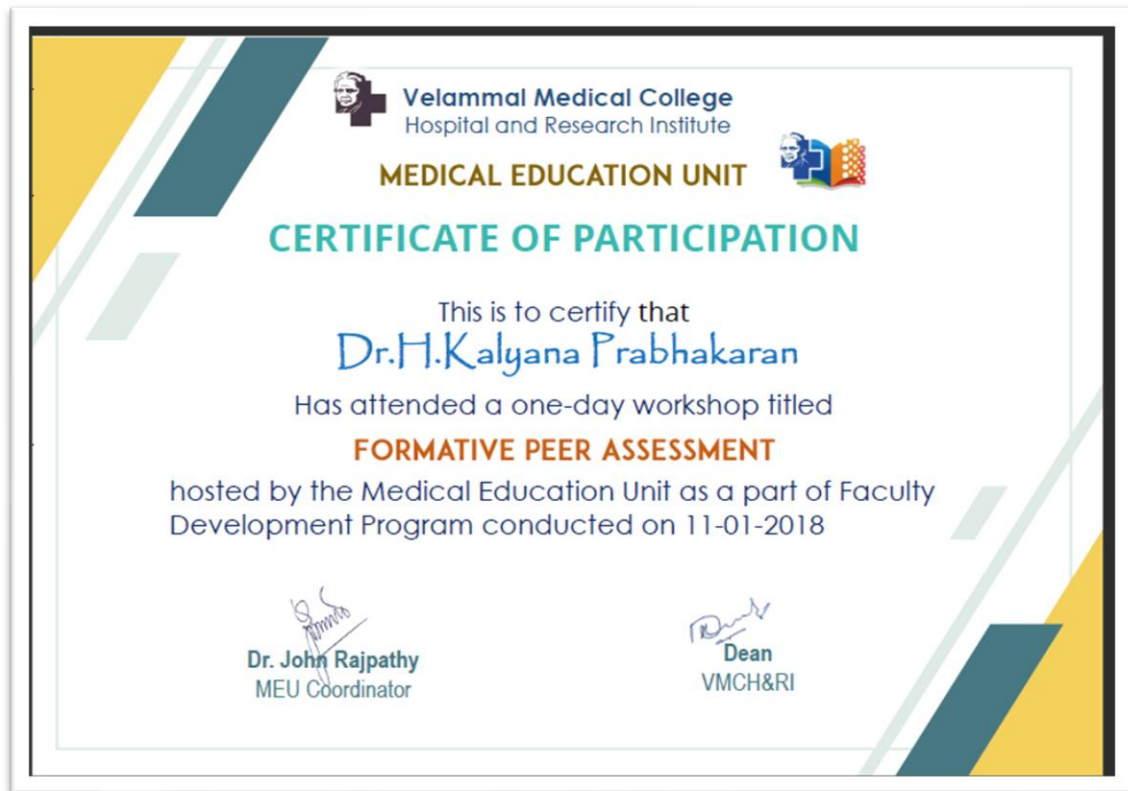 Velammal Medical College
Hospital and Research Institute
MEDICAL EDUCATION UNIT
CERTIFICATE OF PARTICIPATION
This is to certify that
Dr.H.Kalyana Prabhakaran
Has attended a one-day workshop titled
FORMATIVE PEER ASSESSMENT
hosted by the Medical Education Unit as a part of Faculty
Development Program conducted on 11-01-2018
Dr. John Rajpathy
MEU Coordinator
Dean
VMCH&RI